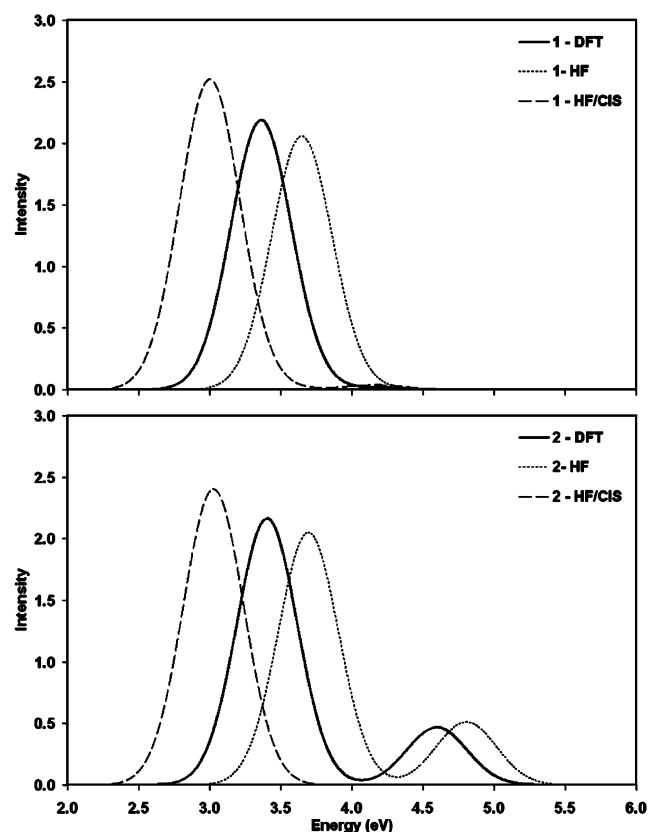 3.0
2.5
2.0
1.5
1.0
0.5
0.0
Intensity
1 - DFT
1- HF
1 - HF/CIS
3.0
2.5
2.0
1.5
1.0
0.5
0.0
Intensity
2 - DFT
2- HF
2 - HF/CIS
2.0 2.5 3.0 3.5 4.0 4.5 5.0 5.5 6.0
Energy (eV)